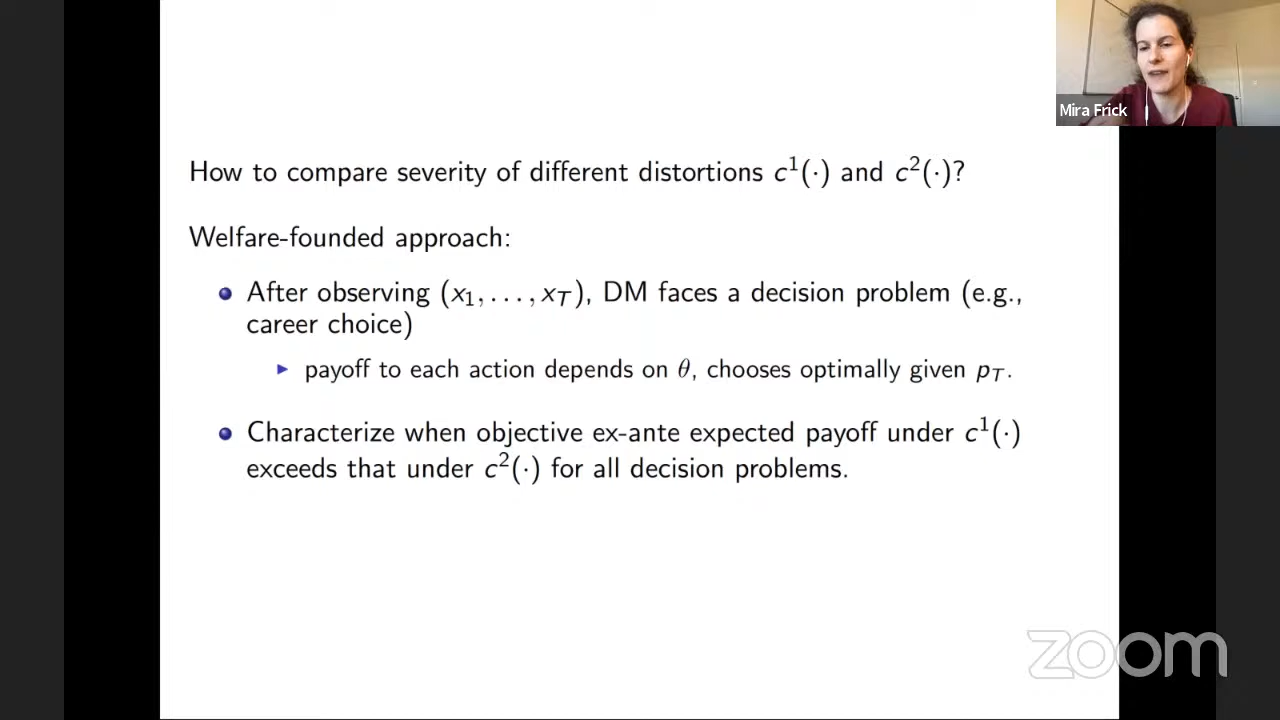 Mira Frick
How to compare severity of different distortions c¹(·) and c²(·)?
Welfare-founded approach:
After observing (x₁, . . . , x_T), DM faces a decision problem (e.g.,
career choice)
payoff to each action depends on θ, chooses optimally given p_T.
Characterize when objective ex-ante expected payoff under c¹(·)
exceeds that under c²(·) for all decision problems.
zoom